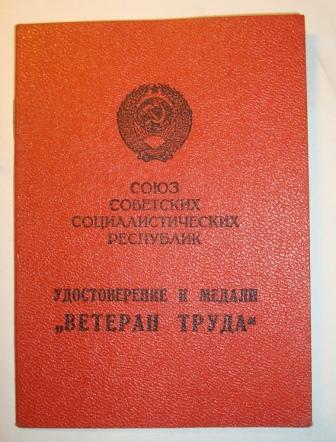 СОЮЗ
СОВЕТСКИХ
СОЦИАЛИСТИЧЕСКИХ
РЕСПУБЛИК
УДОСТОВЕРЕНИЕ К МЕДАЛИ
„ВЕТЕРАН ТРУДА“